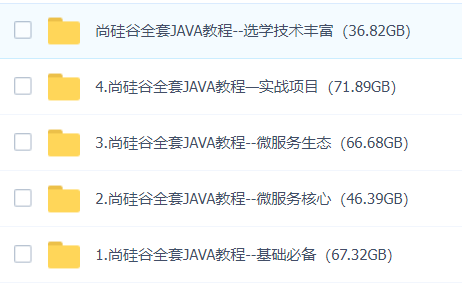 尚硅谷全套JAVA教程--选学技术丰富（36.82GB）
4.尚硅谷全套JAVA教程—实战项目（71.89GB）
3.尚硅谷全套JAVA教程--微服务生态（66.68GB）
2.尚硅谷全套JAVA教程--微服务核心（46.39GB）
1.尚硅谷全套JAVA教程--基础必备（67.32GB）